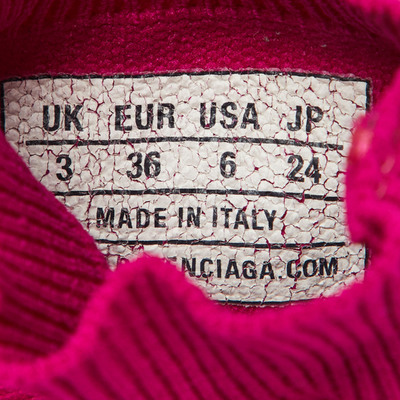 UK EUR USA JP
3 36 6 24
MADE IN ITALY
ENCIAGA.COM